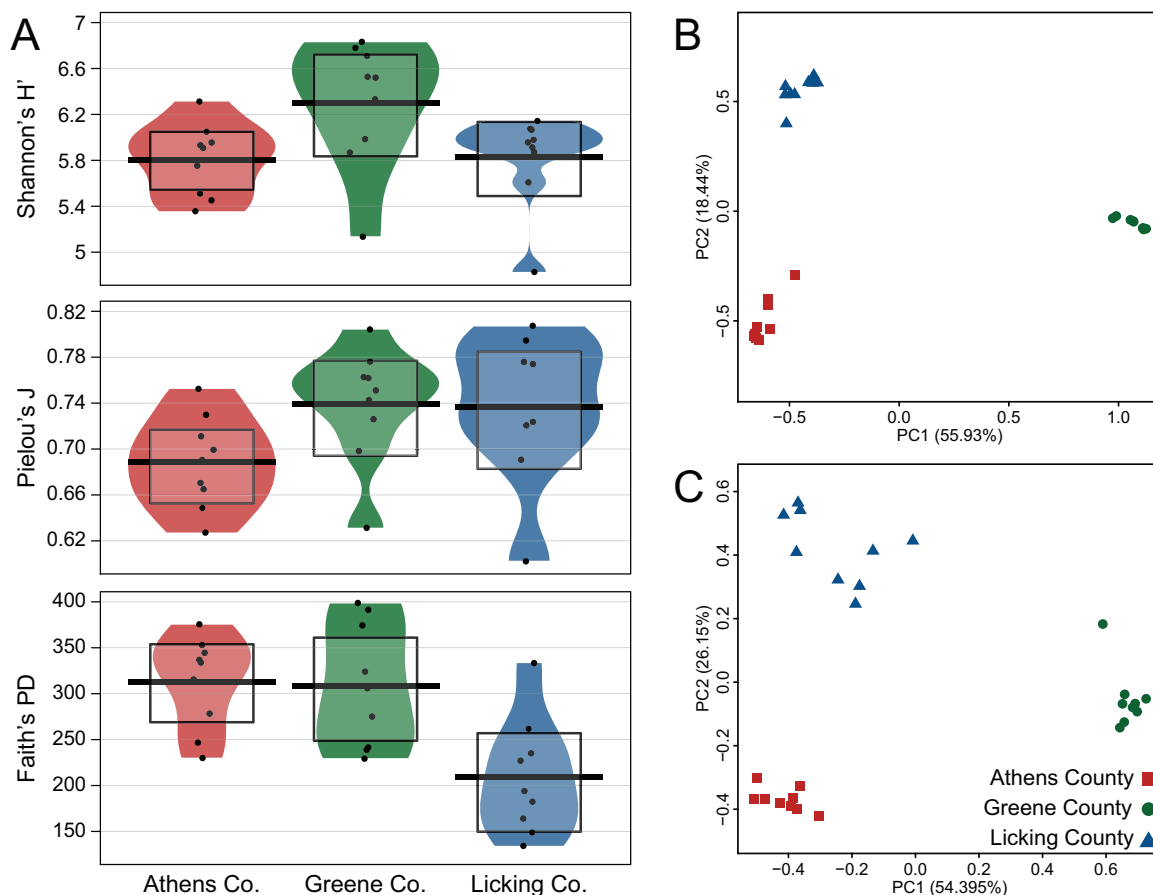 A
Shannon's H'
7
6.6
6.2
5.8
5.4
5
Pielou's J
0.82
0.78
0.74
0.70
0.66
0.62
Faith's PD
400
350
300
250
200
150
Athens Co.
Greene Co.
Licking Co.
B
PC2 (18.44%)
0.5
0.0
−0.5
−0.5
0.0
0.5
1.0
PC1 (55.93%)
C
PC2 (26.15%)
0.6
0.4
0.2
0.0
−0.2
−0.4
Athens County
Greene County
Licking County
−0.4
−0.2
0.0
0.2
0.4
0.6
PC1 (54.395%)